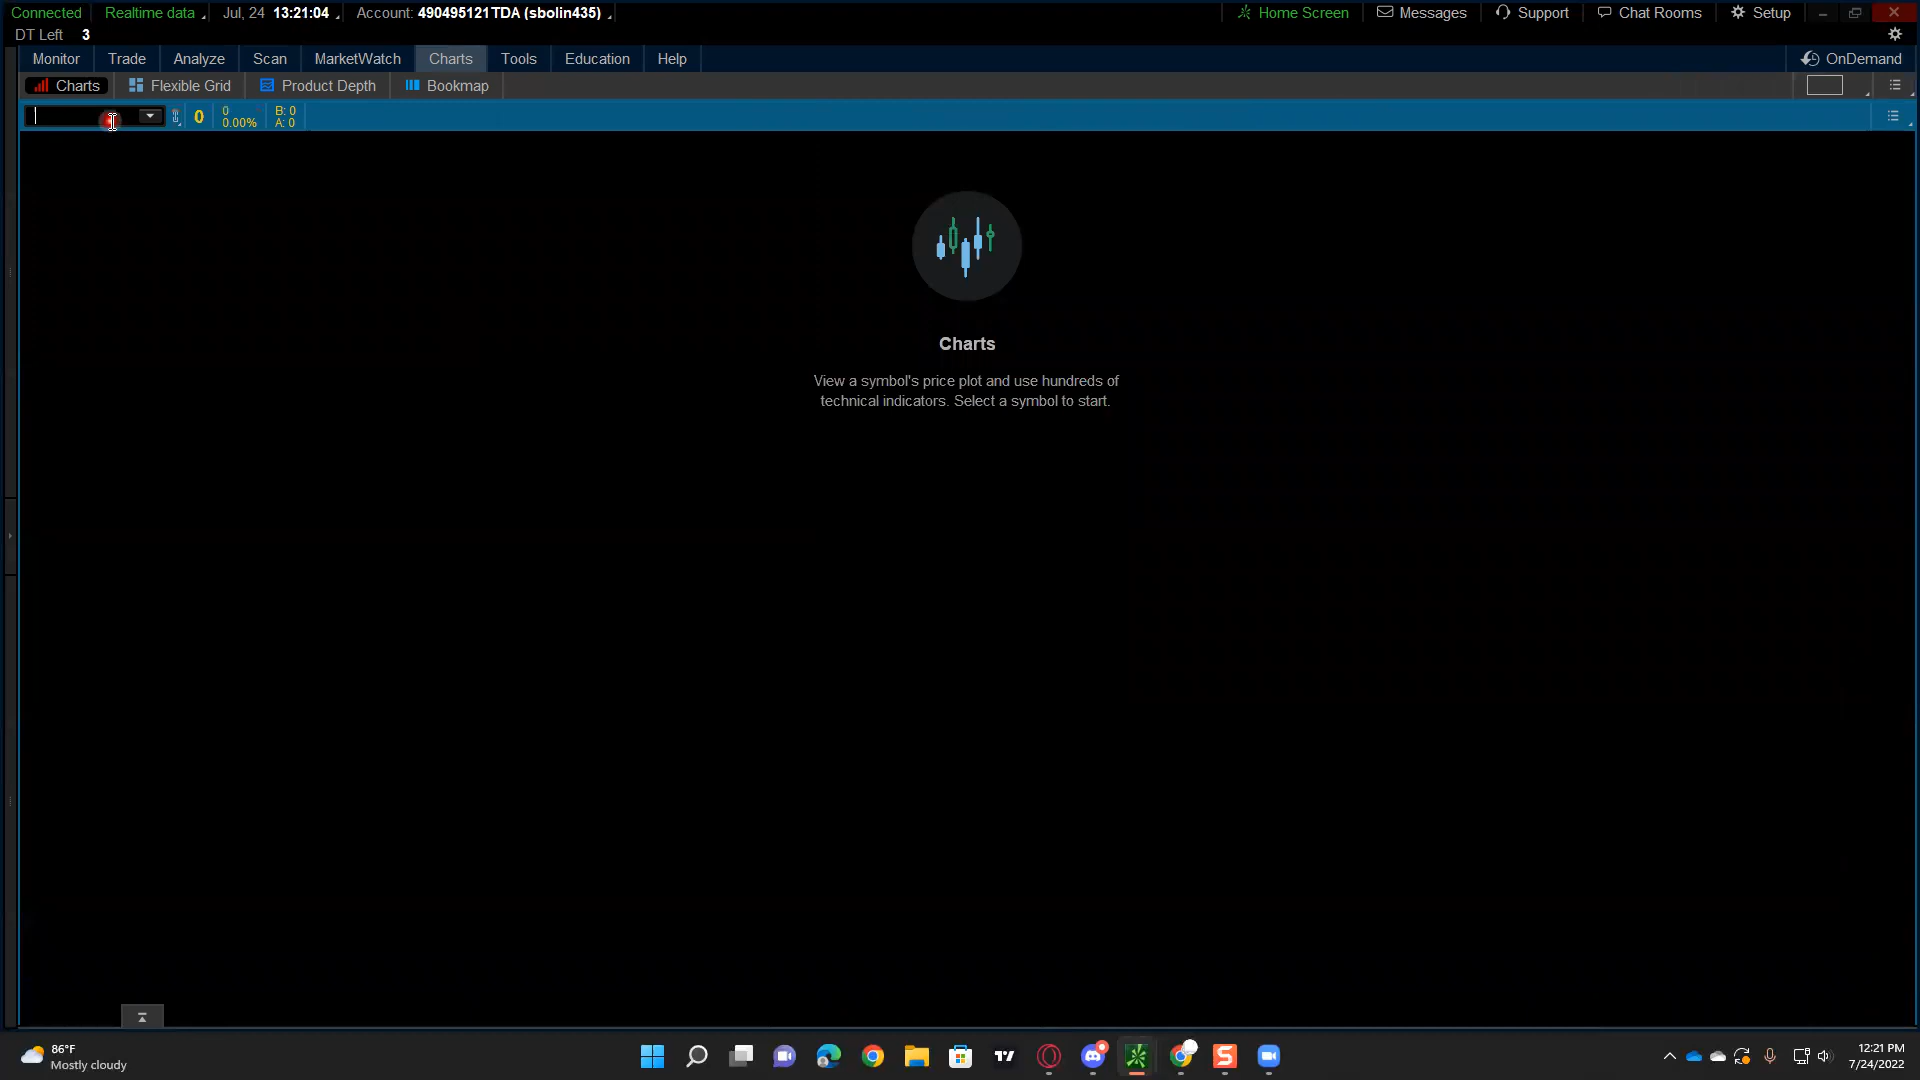 Connected
Realtime data
Jul, 24 13:21:04
Account: 490495121TDA (sbolin435)
Home Screen
Messages
Support
Chat Rooms
Setup
DT Left 3
Monitor
Trade
Analyze
Scan
MarketWatch
Charts
Tools
Education
Help
OnDemand
Charts
Flexible Grid
Product Depth
Bookmap
0
0
0.00%
B: 0
A: 0
Charts
View a symbol's price plot and use hundreds of
technical indicators. Select a symbol to start.
86°F
Mostly cloudy
12:21 PM
7/24/2022